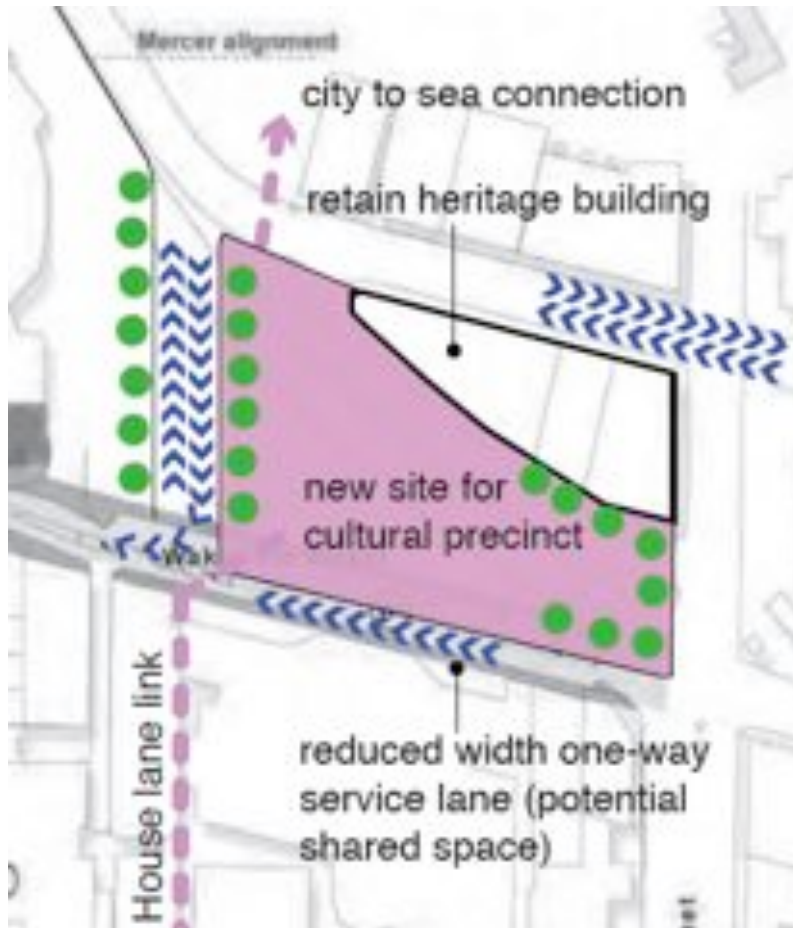 Mercer alignment
city to sea connection
retain heritage building
new site for
cultural precinct
reduced width one-way
service lane (potential
shared space)
House lane link